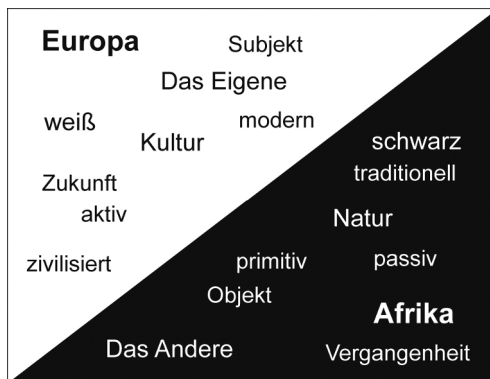 Europa
Subjekt
Das Eigene
weiß
modern
Kultur
Zukunft
aktiv
zivilisiert
schwarz
traditionell
Natur
primitiv
passiv
Objekt
Afrika
Das Andere
Vergangenheit